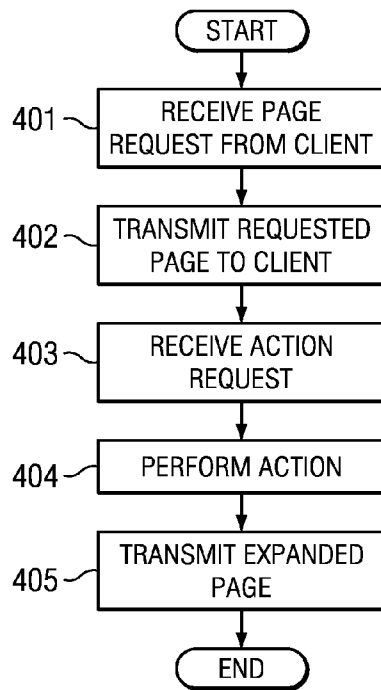 START
401
RECEIVE PAGE
REQUEST FROM CLIENT
402
TRANSMIT REQUESTED
PAGE TO CLIENT
403
RECEIVE ACTION
REQUEST
404
PERFORM ACTION
405
TRANSMIT EXPANDED
PAGE
END